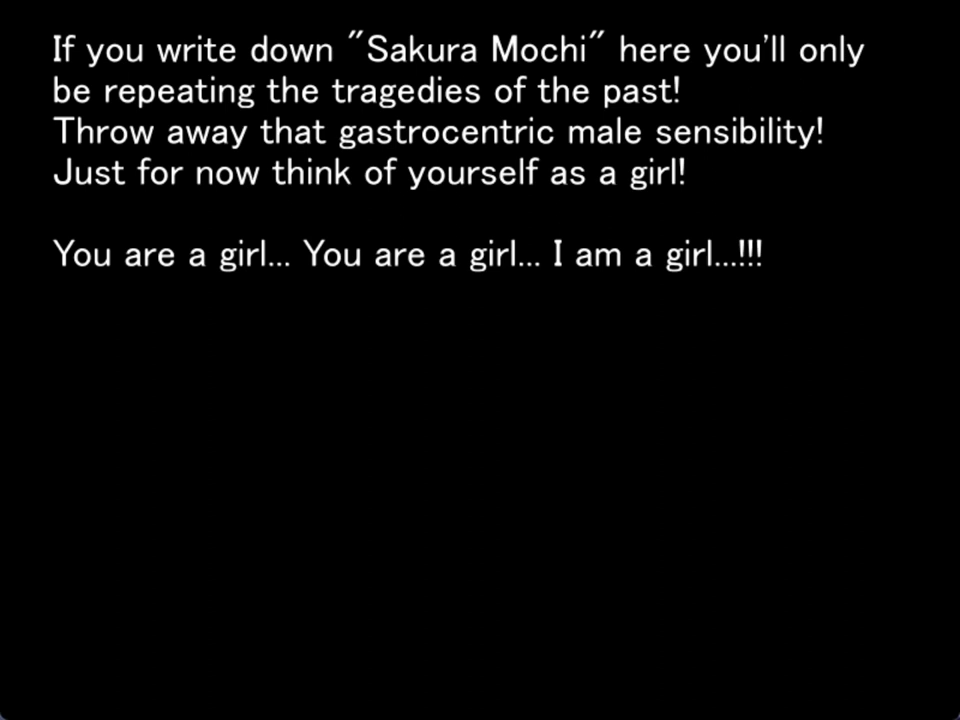 If you write down "Sakura Mochi" here you'll only
be repeating the tragedies of the past!
Throw away that gastrocentric male sensibility!
Just for now think of yourself as a girl!
You are a girl... You are a girl... I am a girl...!!!